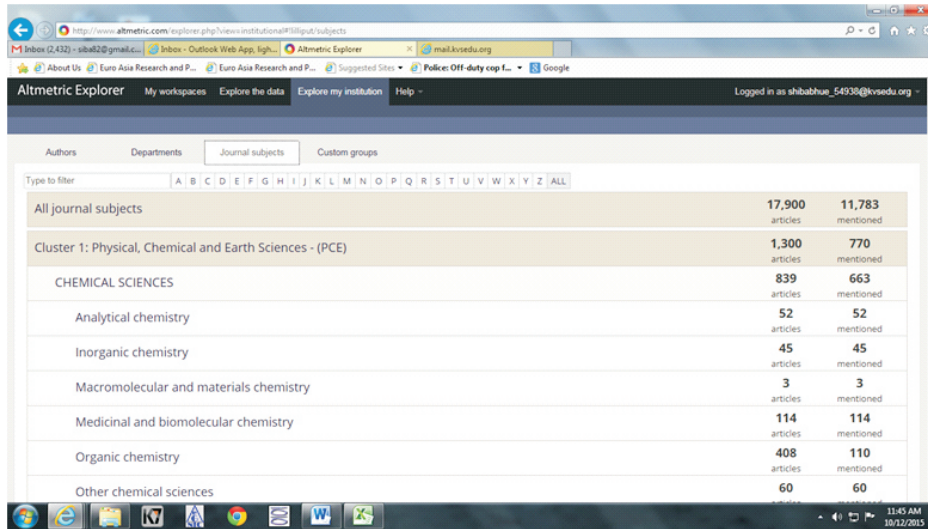 http://www.altmetric.com/explorer.php?view=institutional#!lilliput/subjects
Inbox (2,432) - siba82@gmail.c... Inbox - Outlook Web App, ligh... Altmetric Explorer mail.kvsedu.org
About Us Euro Asia Research and P... Euro Asia Research and P... Suggested Sites Police: Off-duty cop f... Google
Altmetric Explorer My workspaces Explore the data Explore my institution Help Logged in as shibabhue_54938@kvsedu.org
Authors Departments Journal subjects Custom groups
Type to filter A B C D E F G H I J K L M N O P Q R S T U V W X Y Z ALL
All journal subjects 17,900 11,783
articles mentioned
Cluster 1: Physical, Chemical and Earth Sciences - (PCE) 1,300 770
articles mentioned
CHEMICAL SCIENCES 839 663
articles mentioned
Analytical chemistry 52 52
articles mentioned
Inorganic chemistry 45 45
articles mentioned
Macromolecular and materials chemistry 3 3
articles mentioned
Medicinal and biomolecular chemistry 114 114
articles mentioned
Organic chemistry 408 110
articles mentioned
Other chemical sciences 60 60
11:45 AM
10/12/2015